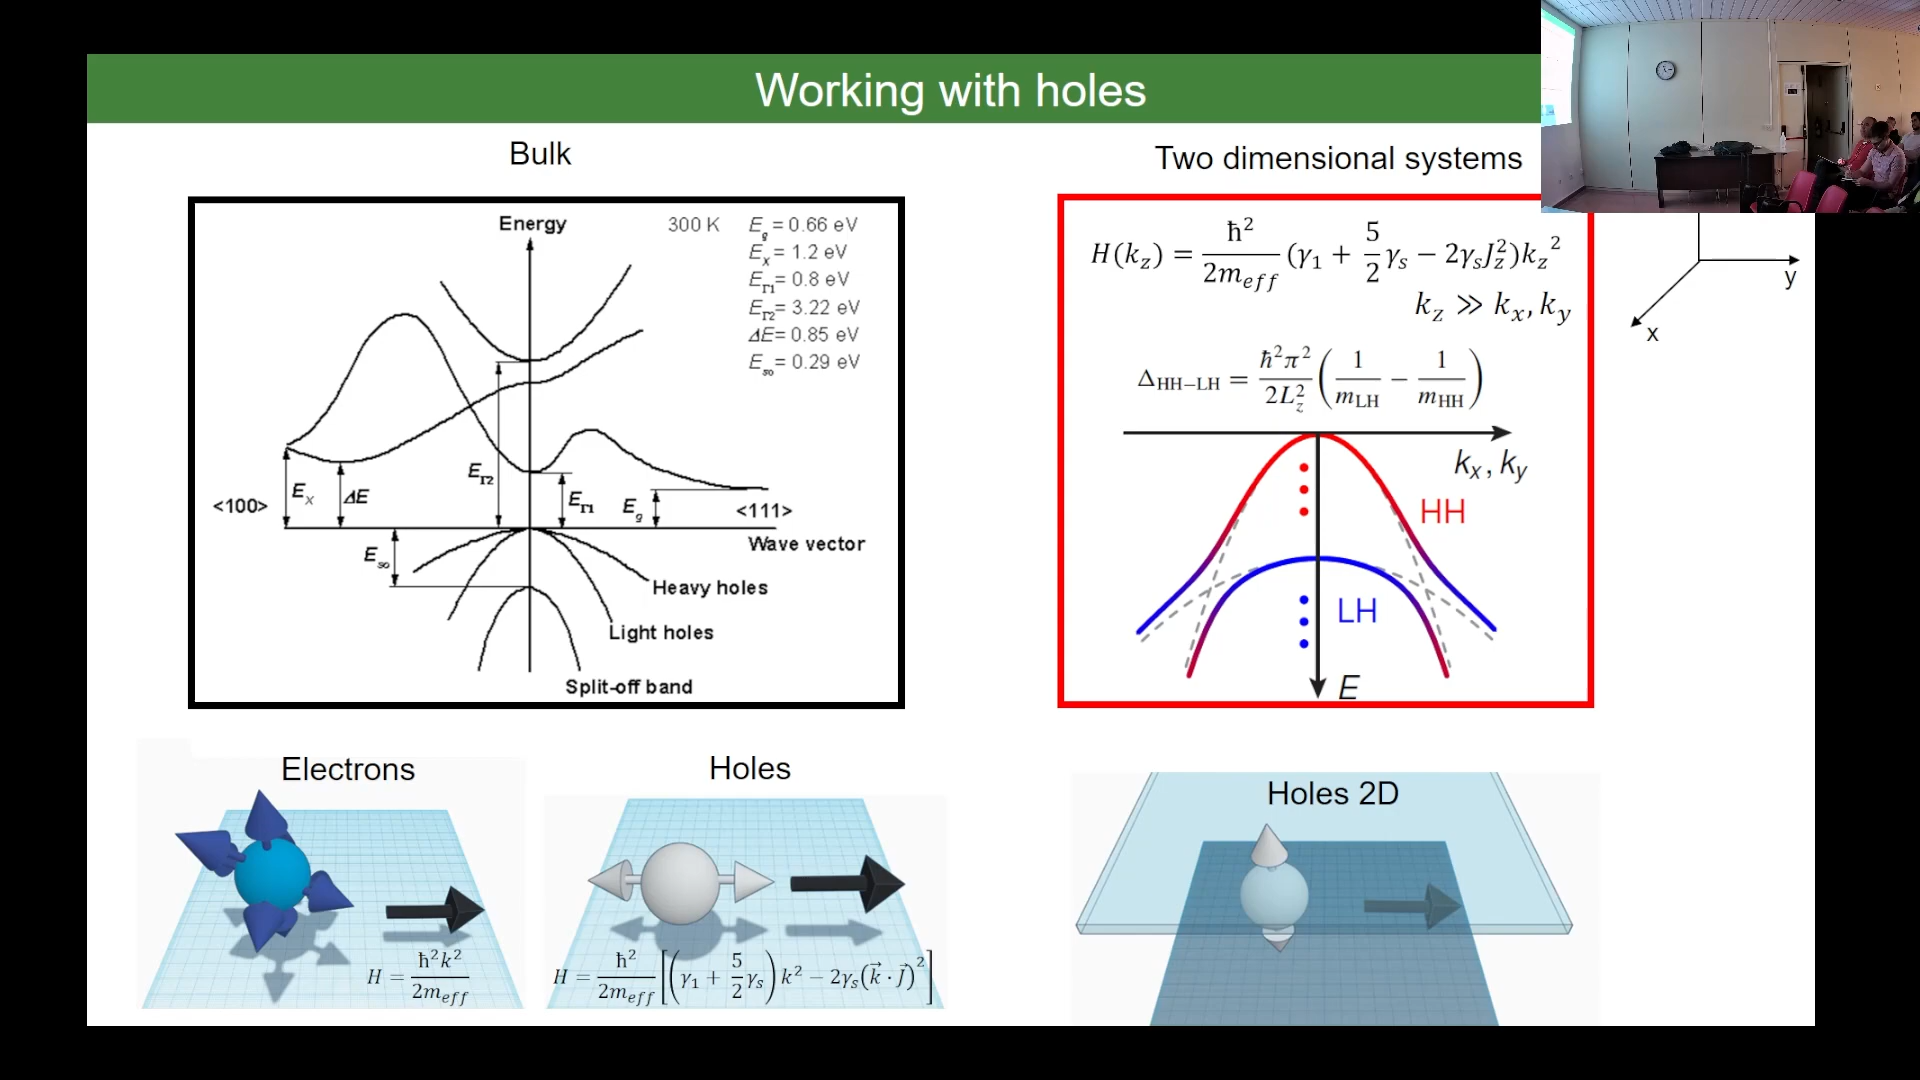 Working with holes
Bulk
Two dimensional systems
Energy
300 K
E_g = 0.66 eV
E_x = 1.2 eV
E_Γ1 = 0.8 eV
E_Γ2 = 3.22 eV
ΔE = 0.85 eV
E_so = 0.29 eV
E_Γ2
<100>
E_x
ΔE
E_Γ1
E_g
<111>
Wave vector
E_so
Heavy holes
Light holes
Split-off band
H(k_z) = ħ²/2m_eff (γ₁ + 5/2 γ_s − 2γ_s J_z²)k_z²
k_z ≫ k_x, k_y
Δ_HH−LH = ħ²π²/2L_z² (1/m_LH − 1/m_HH)
k_x, k_y
HH
LH
E
y
x
Electrons
H = ħ²k²/2m_eff
Holes
H = ħ²/2m_eff [(γ₁ + 5/2 γ_s) k² − 2γ_s(k⃗ · J⃗)²]
Holes 2D